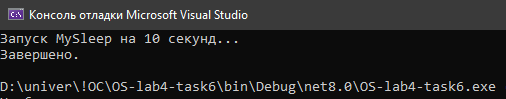 Консоль отладки Microsoft Visual Studio
Запуск MySleep на 10 секунд...
Завершено.
D:\univer\!OC\OS-lab4-task6\bin\Debug\net8.0\OS-lab4-task6.exe